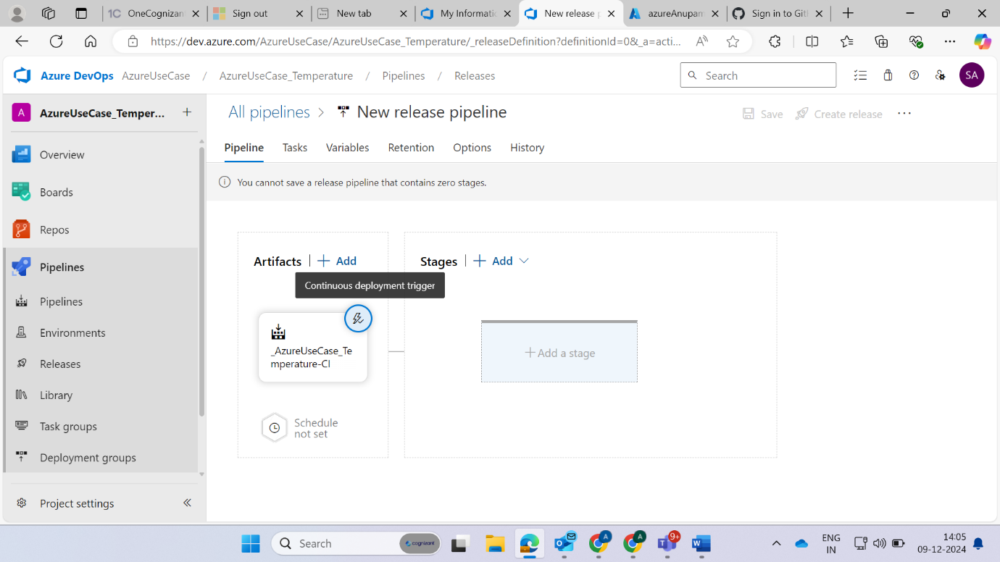 OneCognizan
Sign out
New tab
My Informati
New release p
azureAnupam
Sign in to Git
https://dev.azure.com/AzureUseCase/AzureUseCase_Temperature/_releaseDefinition?definitionId=0&_a=acti...
Azure DevOps AzureUseCase / AzureUseCase_Temperature / Pipelines / Releases
Search
SA
A AzureUseCase_Temper...
All pipelines > New release pipeline
Save
Create release
Pipeline Tasks Variables Retention Options History
You cannot save a release pipeline that contains zero stages.
Overview
Boards
Repos
Pipelines
Pipelines
Environments
Releases
Library
Task groups
Deployment groups
Project settings
Artifacts | + Add
Continuous deployment trigger
_AzureUseCase_Te
mperature-CI
Schedule
not set
Stages | + Add
+ Add a stage
Search
cognizant
A
A
9+
ENG
IN
14:05
09-12-2024